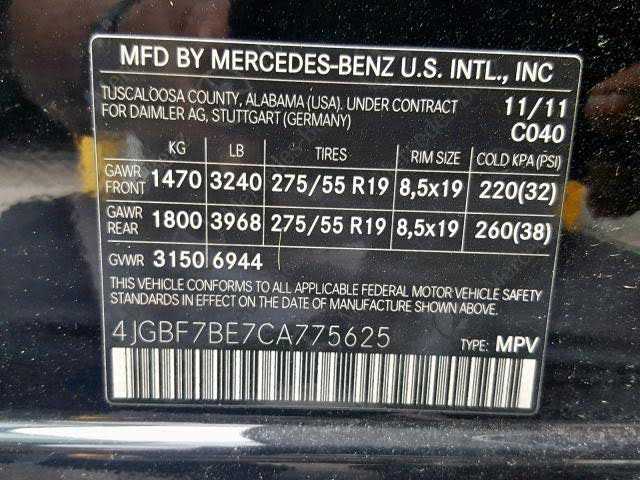 MFD BY MERCEDES-BENZ U.S. INTL., INC
TUSCALOOSA COUNTY, ALABAMA (USA). UNDER CONTRACT 11/11
FOR DAIMLER AG, STUTTGART (GERMANY) C040
KG LB TIRES RIM SIZE COLD KPA (PSI)
GAWR FRONT 1470 3240 275/55 R19 8,5x19 220(32)
GAWR REAR 1800 3968 275/55 R19 8,5x19 260(38)
GVWR 3150 6944
THIS VEHICLE CONFORMS TO ALL APPLICABLE FEDERAL MOTOR VEHICLE SAFETY
STANDARDS IN EFFECT ON THE DATE OF MANUFACTURE SHOWN ABOVE.
4JGBF7BE7CA775625 TYPE: MPV